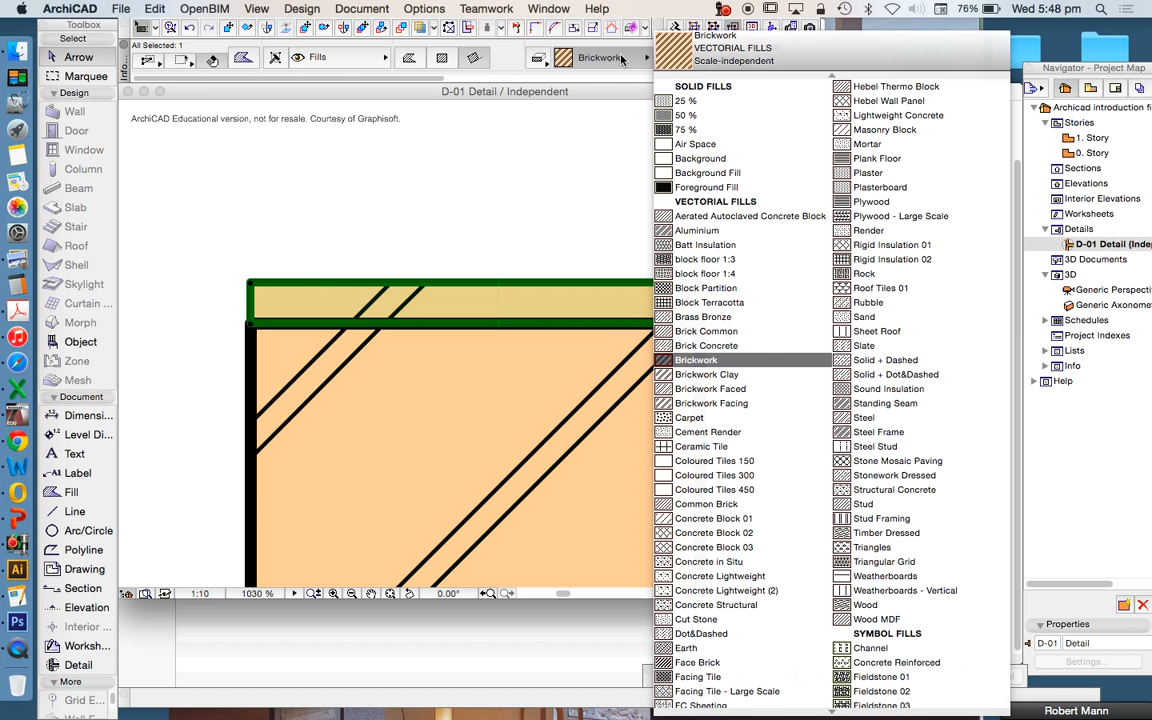 ArchiCAD File Edit OpenBIM View Design Document Options Teamwork Window Help
76% Wed 5:48 pm
Toolbox
Select
Arrow
Marquee
Design
Wall
Door
Window
Column
Beam
Slab
Stair
Roof
Shell
Skylight
Curtain ...
Morph
Object
Zone
Mesh
Document
Dimensi...
Level Di...
Text
Label
Fill
Line
Arc/Circle
Polyline
Drawing
Section
Elevation
Interior ...
Worksh...
Detail
More
Grid E...
Info...
All Selected: 1
Fills
Brickwork
D-01 Detail / Independent
ArchiCAD Educational version, not for resale. Courtesy of Graphisoft.
1:10
1030 %
0.00°
Brickwork
VECTORIAL FILLS
Scale-independent
SOLID FILLS
25 %
50 %
75 %
Air Space
Background
Background Fill
Foreground Fill
VECTORIAL FILLS
Aerated Autoclaved Concrete Block
Aluminium
Batt Insulation
block floor 1:3
block floor 1:4
Block Partition
Block Terracotta
Brass Bronze
Brick Common
Brick Concrete
Brickwork
Brickwork Clay
Brickwork Faced
Brickwork Facing
Carpet
Cement Render
Ceramic Tile
Coloured Tiles 150
Coloured Tiles 300
Coloured Tiles 450
Common Brick
Concrete Block 01
Concrete Block 02
Concrete Block 03
Concrete in Situ
Concrete Lightweight
Concrete Lightweight (2)
Concrete Structural
Cut Stone
Dot&Dashed
Earth
Face Brick
Facing Tile
Facing Tile - Large Scale
FC Sheeting
Hebel Thermo Block
Hebel Wall Panel
Lightweight Concrete
Masonry Block
Mortar
Plank Floor
Plaster
Plasterboard
Plywood
Plywood - Large Scale
Render
Rigid Insulation 01
Rigid Insulation 02
Rock
Roof Tiles 01
Rubble
Sand
Sheet Roof
Slate
Solid + Dashed
Solid + Dot&Dashed
Sound Insulation
Standing Seam
Steel
Steel Frame
Steel Stud
Stone Mosaic Paving
Stonework Dressed
Structural Concrete
Stud
Stud Framing
Timber Dressed
Triangles
Triangular Grid
Weatherboards
Weatherboards - Vertical
Wood
Wood MDF
SYMBOL FILLS
Channel
Concrete Reinforced
Fieldstone 01
Fieldstone 02
Fieldstone 03
Navigator - Project Map
Archicad introduction fi
Stories
1. Story
0. Story
Sections
Elevations
Interior Elevations
Worksheets
Details
D-01 Detail (Inde
3D Documents
3D
Generic Perspectiv
Generic Axonome
Schedules
Project Indexes
Lists
Info
Help
Properties
D-01 Detail
Settings...
Robert Mann